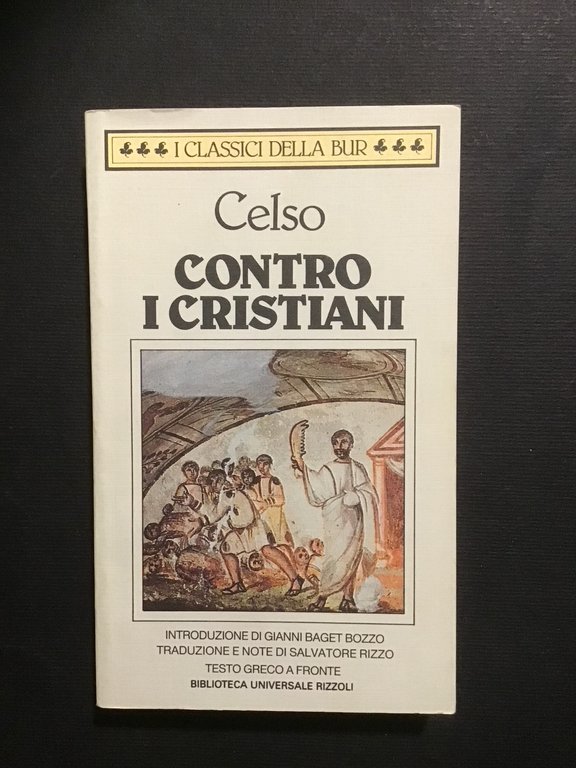 I CLASSICI DELLA BUR
Celso
CONTRO
I CRISTIANI
INTRODUZIONE DI GIANNI BAGET BOZZO
TRADUZIONE E NOTE DI SALVATORE RIZZO
TESTO GRECO A FRONTE
BIBLIOTECA UNIVERSALE RIZZOLI